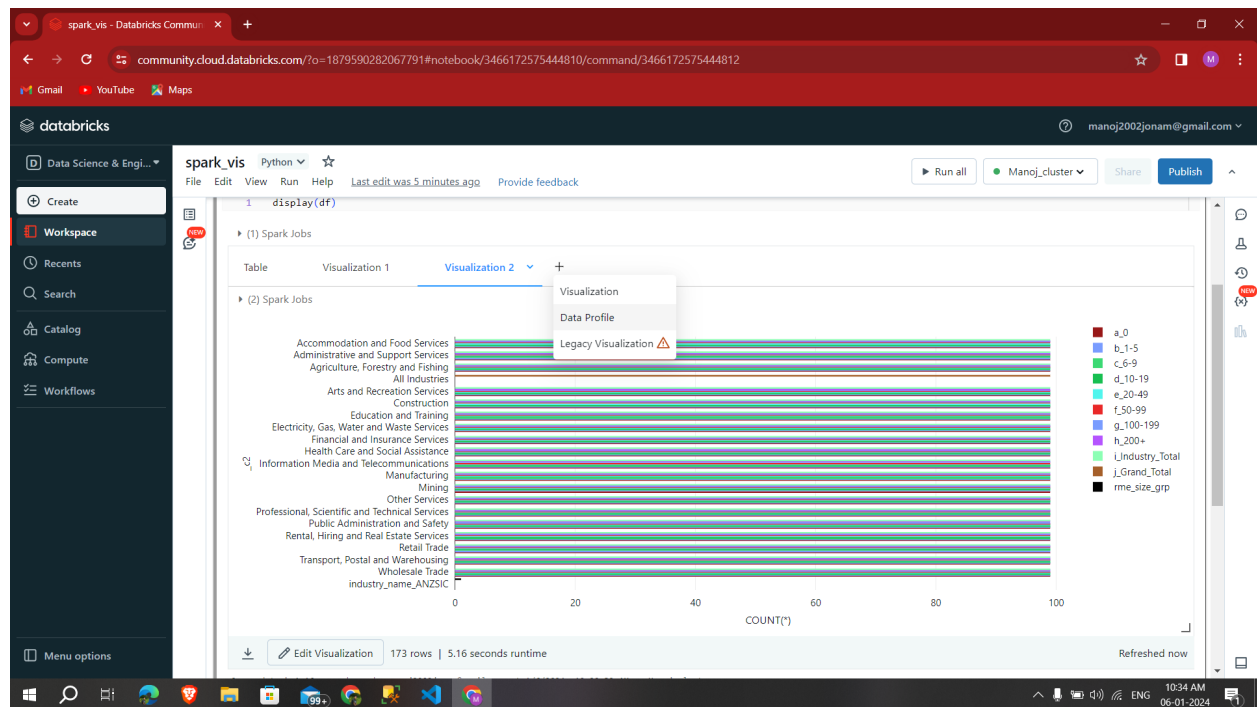 spark_vis - Databricks Commun
community.cloud.databricks.com/?o=1879590282067791#notebook/3466172575444810/command/3466172575444812
M
Gmail YouTube Maps
databricks
manoj2002jonam@gmail.com
D Data Science & Engi...
Create
Workspace
Recents
Search
Catalog
Compute
Workflows
Menu options
spark_vis Python
File Edit View Run Help Last edit was 5 minutes ago Provide feedback
Run all Manoj_cluster Share Publish
NEW
1 display(df)
(1) Spark Jobs
Table Visualization 1 Visualization 2 +
Visualization
Data Profile
Legacy Visualization
(2) Spark Jobs
Accommodation and Food Services
Administrative and Support Services
Agriculture, Forestry and Fishing
All Industries
Arts and Recreation Services
Construction
Education and Training
Electricity, Gas, Water and Waste Services
Financial and Insurance Services
Health Care and Social Assistance
Information Media and Telecommunications
Manufacturing
Mining
Other Services
Professional, Scientific and Technical Services
Public Administration and Safety
Rental, Hiring and Real Estate Services
Retail Trade
Transport, Postal and Warehousing
Wholesale Trade
industry_name_ANZSIC
_c2
0 20 40 60 80 100
COUNT(*)
a_0
b_1-5
c_6-9
d_10-19
e_20-49
f_50-99
g_100-199
h_200+
i_Industry_Total
j_Grand_Total
rme_size_grp
NEW
Edit Visualization 173 rows | 5.16 seconds runtime
Refreshed now
99+
M
ENG
10:34 AM
06-01-2024
1